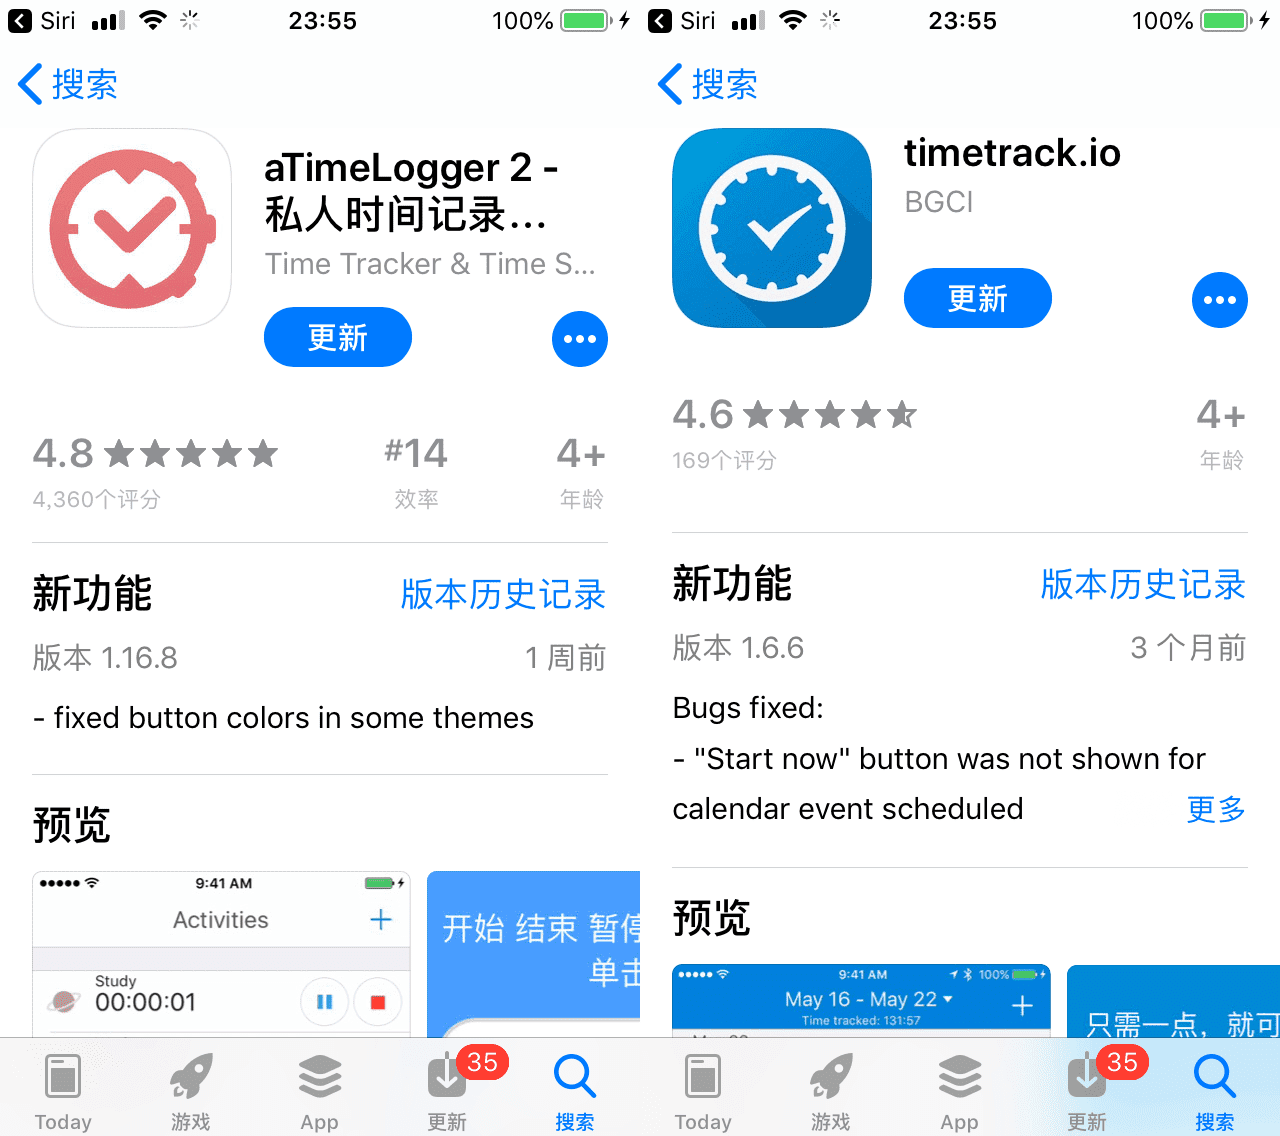 Siri
23:55
100%
搜索
aTimeLogger 2 -
私人时间记录...
Time Tracker & Time S...
更新
4.8
#14
4+
4,360个评分
效率
年龄
新功能
版本历史记录
版本 1.16.8
1 周前
- fixed button colors in some themes
预览
9:41 AM
Activities
Study
00:00:01
开始 结束 暂停
单击
Today
游戏
App
更新
35
搜索
Siri
23:55
100%
搜索
timetrack.io
BGCI
更新
4.6
4+
169个评分
年龄
新功能
版本历史记录
版本 1.6.6
3 个月前
Bugs fixed:
- "Start now" button was not shown for
calendar event scheduled
更多
预览
9:41 AM
100%
May 16 - May 22
Time tracked: 131:57
只需一点，就可
Today
游戏
App
更新
35
搜索